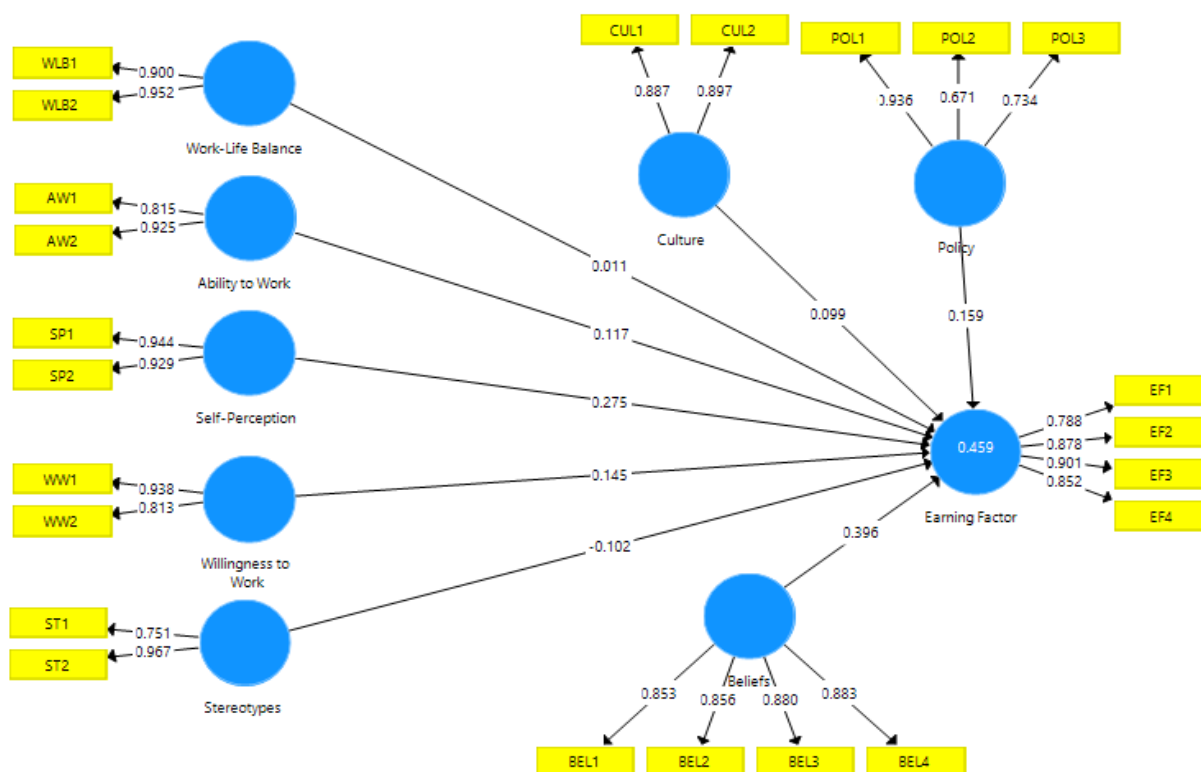 CUL1
CUL2
POL1
POL2
POL3
WLB1
WLB2
0.900
0.952
0.887
0.897
0.936
0.671
0.734
Work-Life Balance
AW1
AW2
0.815
0.925
Ability to Work
Culture
Policy
0.011
0.117
0.099
0.159
SP1
SP2
0.944
0.929
Self-Perception
0.275
WW1
WW2
0.938
0.813
Willingness to
Work
0.145
0.459
Earning Factor
0.788
0.878
0.901
0.852
EF1
EF2
EF3
EF4
ST1
ST2
0.751
0.967
Stereotypes
-0.102
0.396
Beliefs
0.853
0.856
0.880
0.883
BEL1
BEL2
BEL3
BEL4